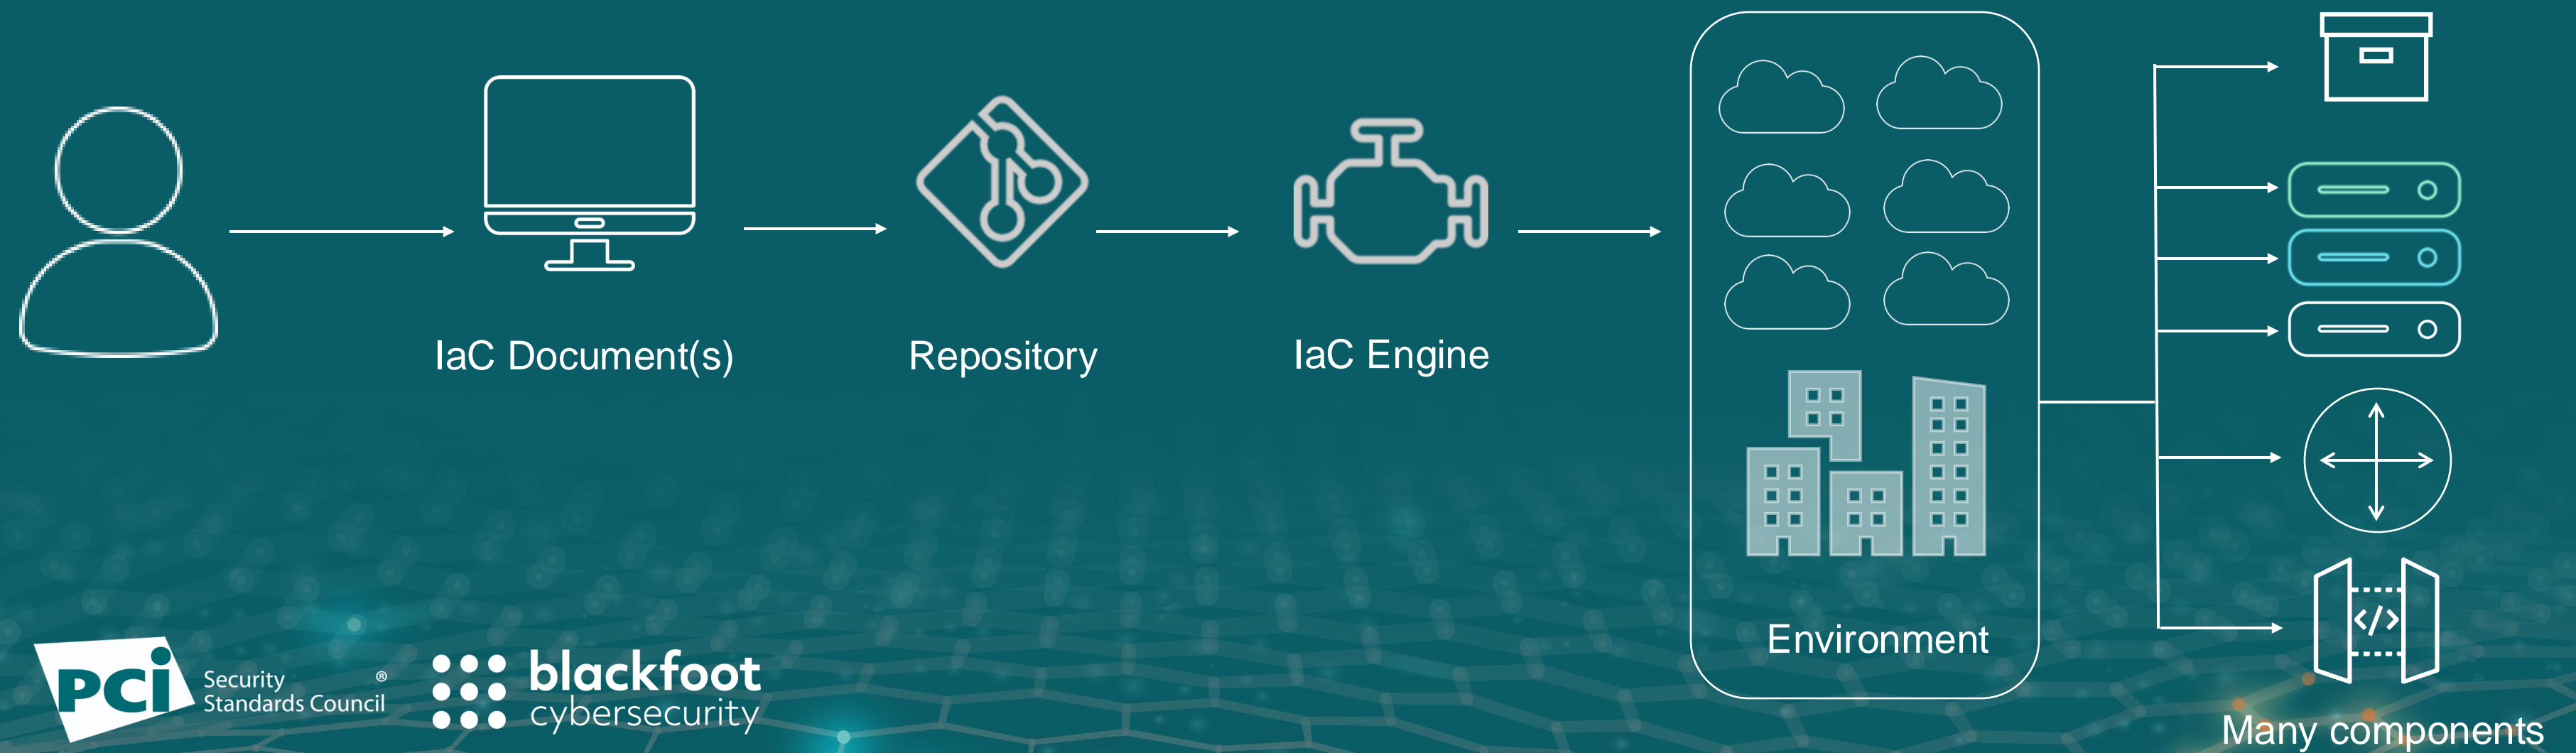 IaC Document(s)
Repository
IaC Engine
Environment
</>
Many components
PCi
Security
Standards Council
®
blackfoot
cybersecurity